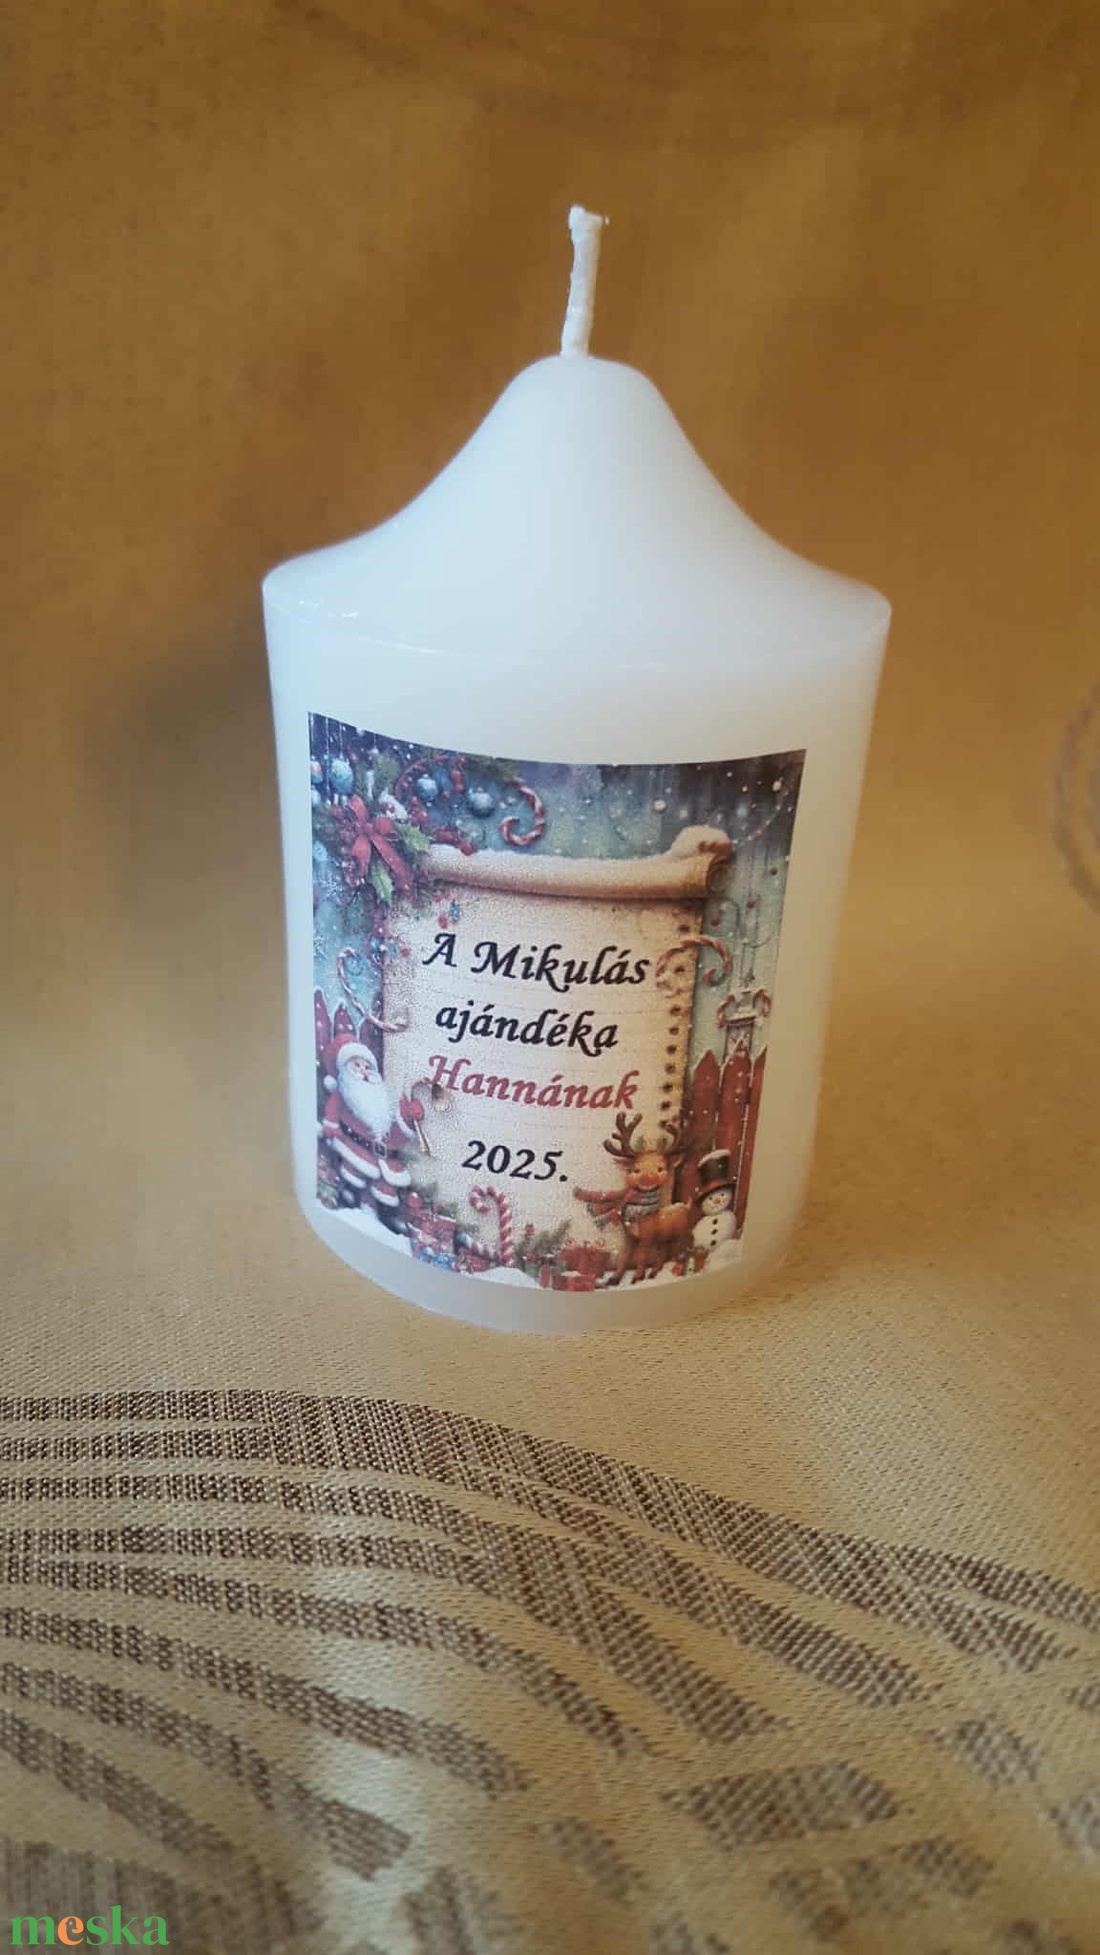 A Mikulás
ajándéka
Hannának
2025.
meska